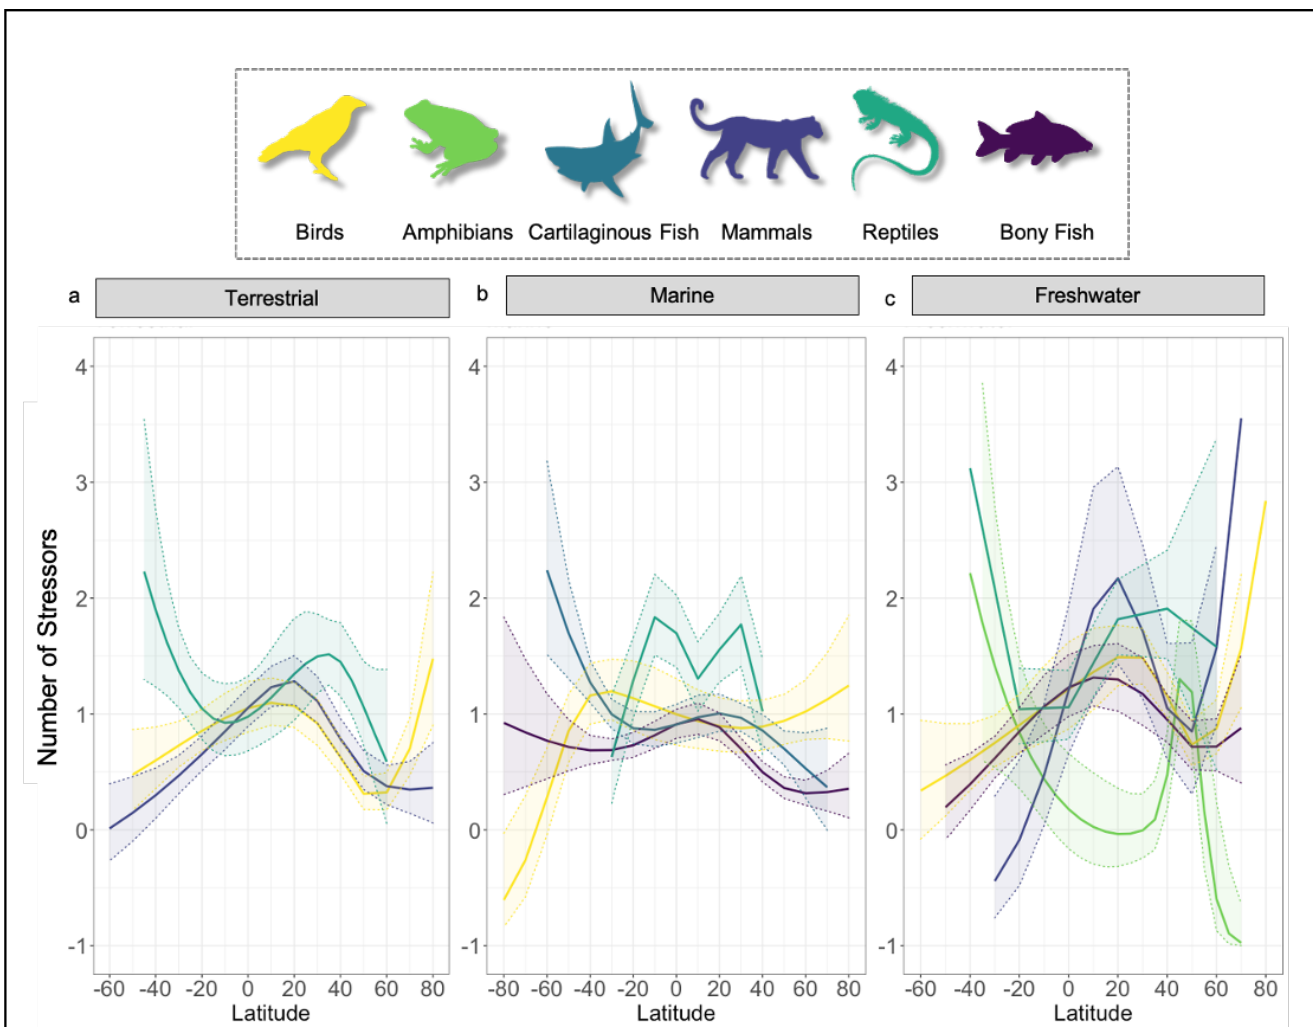 Birds Amphibians Cartilaginous Fish Mammals Reptiles Bony Fish
a Terrestrial b Marine c Freshwater
Number of Stressors
4 4 4
3 3 3
2 2 2
1 1 1
0 0 0
-1 -1 -1
-60 -40 -20 0 20 40 60 80 -80 -60 -40 -20 0 20 40 60 80 -60 -40 -20 0 20 40 60 80
Latitude Latitude Latitude